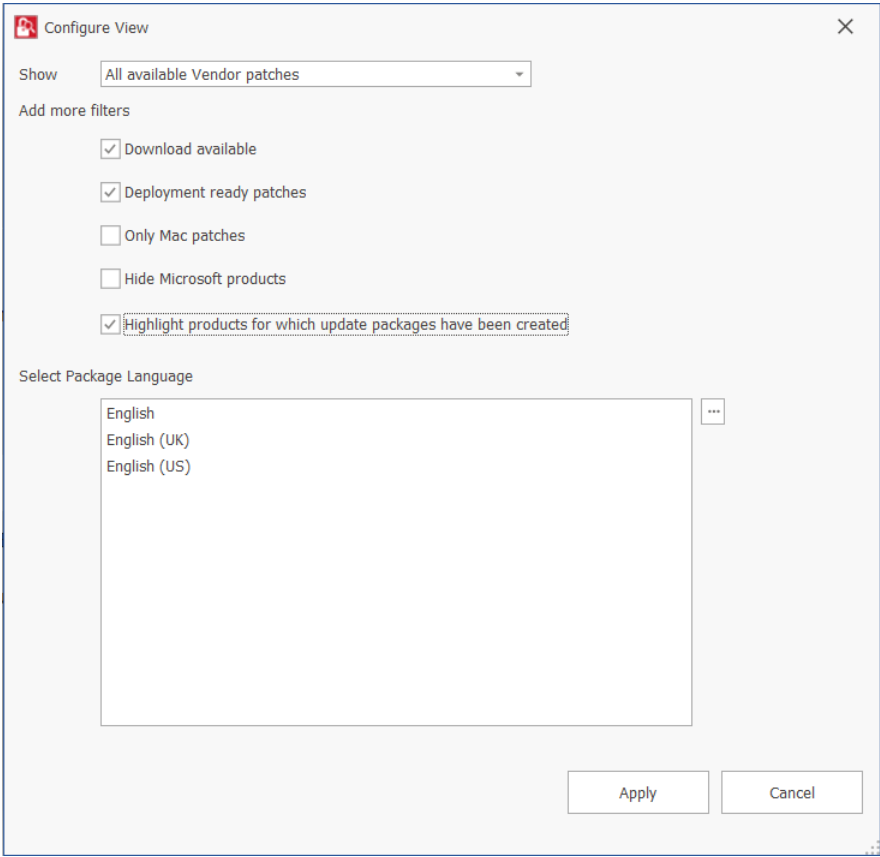 Configure View
Show All available Vendor patches
Add more filters
Download available
Deployment ready patches
Only Mac patches
Hide Microsoft products
Highlight products for which update packages have been created
Select Package Language
English
...
English (UK)
English (US)
Apply Cancel